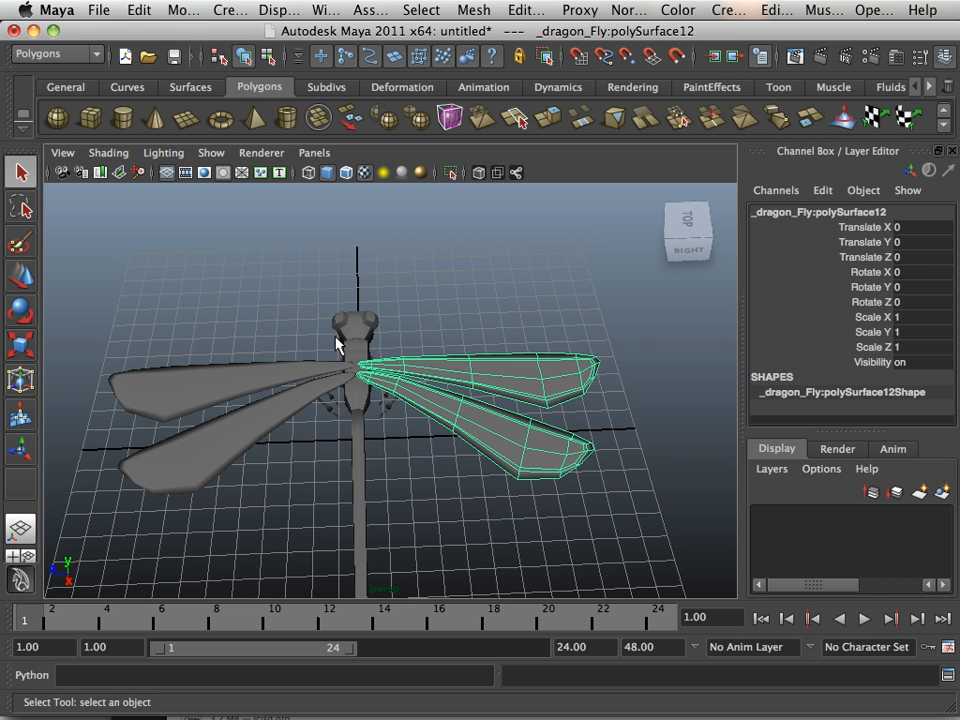 Maya File Edit Mo... Cre... Disp... Wi... Ass... Select Mesh Edit... Proxy Nor... Color Cre... Edi... Mus... Ope... Help
Autodesk Maya 2011 x64: untitled* --- _dragon_Fly:polySurface12
Polygons
General Curves Surfaces Polygons Subdivs Deformation Animation Dynamics Rendering PaintEffects Toon Muscle Fluids
View Shading Lighting Show Renderer Panels
Channel Box / Layer Editor
Channels Edit Object Show
_dragon_Fly:polySurface12
Translate X 0
Translate Y 0
Translate Z 0
Rotate X 0
Rotate Y 0
Rotate Z 0
Scale X 1
Scale Y 1
Scale Z 1
Visibility on
SHAPES
_dragon_Fly:polySurface12Shape
TOP
RIGHT
Display Render Anim
Layers Options Help
y
x
persp
2 4 6 8 10 12 14 16 18 20 22 24
1
1.00
1.00 1.00 1 24 24.00 48.00 No Anim Layer No Character Set
Python
Select Tool: select an object